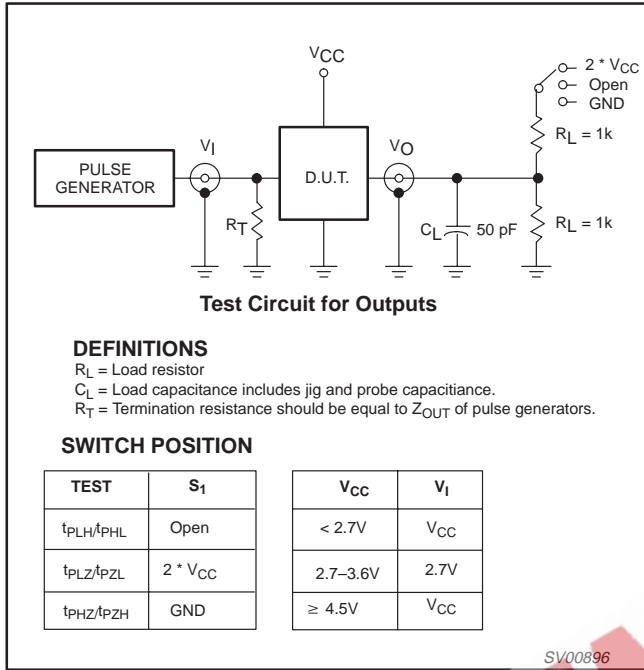 VCC
2 * VCC
Open
GND
RL = 1k
VI
VO
PULSE
GENERATOR
D.U.T.
RT
CL
50 pF
RL = 1k
Test Circuit for Outputs
DEFINITIONS
RL = Load resistor
CL = Load capacitance includes jig and probe capacitiance.
RT = Termination resistance should be equal to ZOUT of pulse generators.
SWITCH POSITION
TEST S1
tPLH/tPHL Open
tPLZ/tPZL 2 * VCC
tPHZ/tPZH GND
VCC VI
< 2.7V VCC
2.7–3.6V 2.7V
≥ 4.5V VCC
SV00896